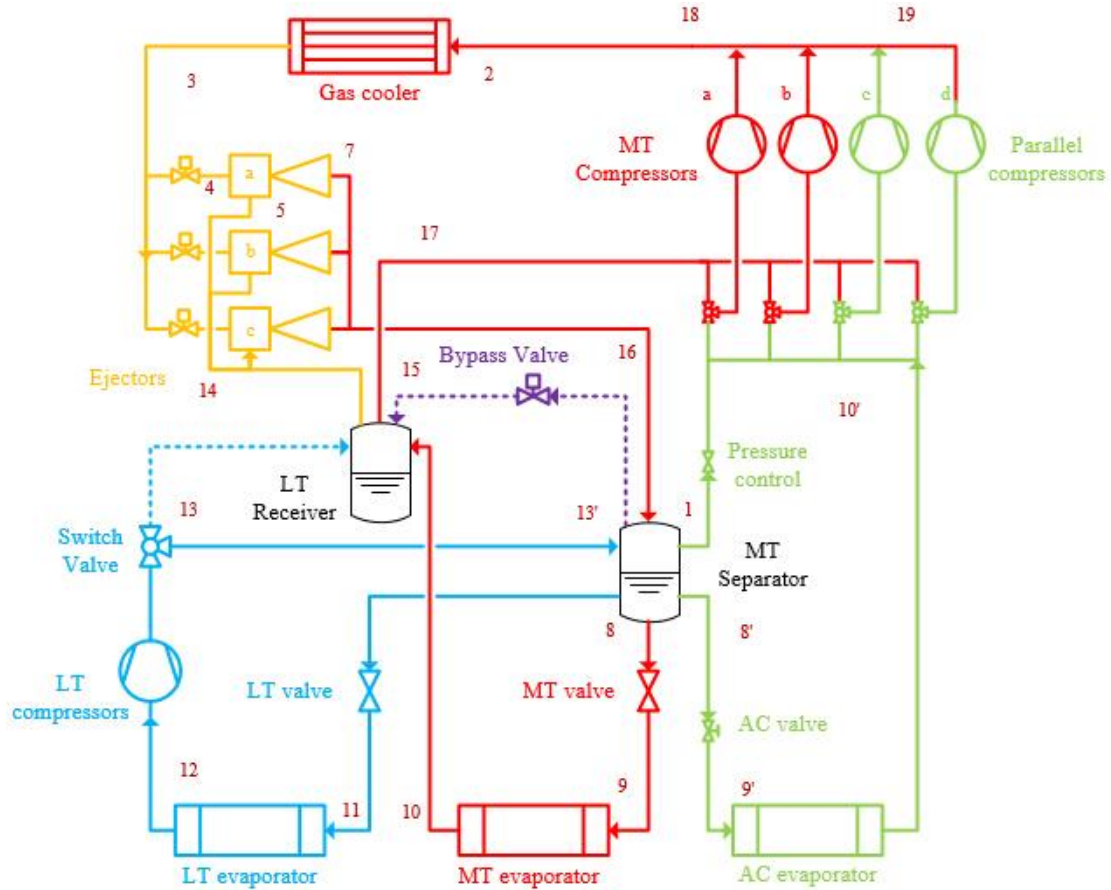 18
19
3
2
Gas cooler
a
b
c
d
MT
Compressors
Parallel
compressors
7
4
a
5
b
17
c
Ejectors
14
15
Bypass Valve
16
10'
Pressure
control
LT
Receiver
13
13'
1
Switch
Valve
MT
Separator
8
8'
LT
compressors
LT valve
MT valve
AC valve
12
11
10
9
9'
LT evaporator
MT evaporator
AC evaporator